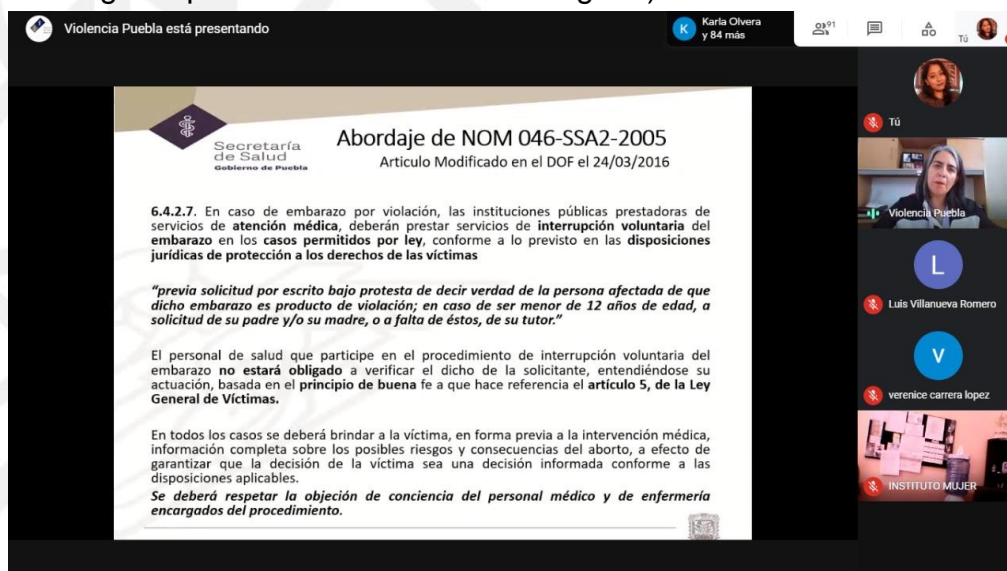 Violencia Puebla está presentando
K
Karla Olvera
y 84 más
91
Tú
Secretaría
de Salud
Gobierno de Puebla
Abordaje de NOM 046-SSA2-2005
Articulo Modificado en el DOF el 24/03/2016
6.4.2.7. En caso de embarazo por violación, las instituciones públicas prestadoras de
servicios de atención médica, deberán prestar servicios de interrupción voluntaria del
embarazo en los casos permitidos por ley, conforme a lo previsto en las disposiciones
jurídicas de protección a los derechos de las víctimas
"previa solicitud por escrito bajo protesta de decir verdad de la persona afectada de que
dicho embarazo es producto de violación; en caso de ser menor de 12 años de edad, a
solicitud de su padre y/o su madre, o a falta de éstos, de su tutor."
El personal de salud que participe en el procedimiento de interrupción voluntaria del
embarazo no estará obligado a verificar el dicho de la solicitante, entendiéndose su
actuación, basada en el principio de buena fe a que hace referencia el artículo 5, de la Ley
General de Víctimas.
En todos los casos se deberá brindar a la víctima, en forma previa a la intervención médica,
información completa sobre los posibles riesgos y consecuencias del aborto, a efecto de
garantizar que la decisión de la víctima sea una decisión informada conforme a las
disposiciones aplicables.
Se deberá respetar la objeción de conciencia del personal médico y de enfermería
encargados del procedimiento.
Tú
Violencia Puebla
L
Luis Villanueva Romero
V
verenice carrera lopez
INSTITUTO MUJER